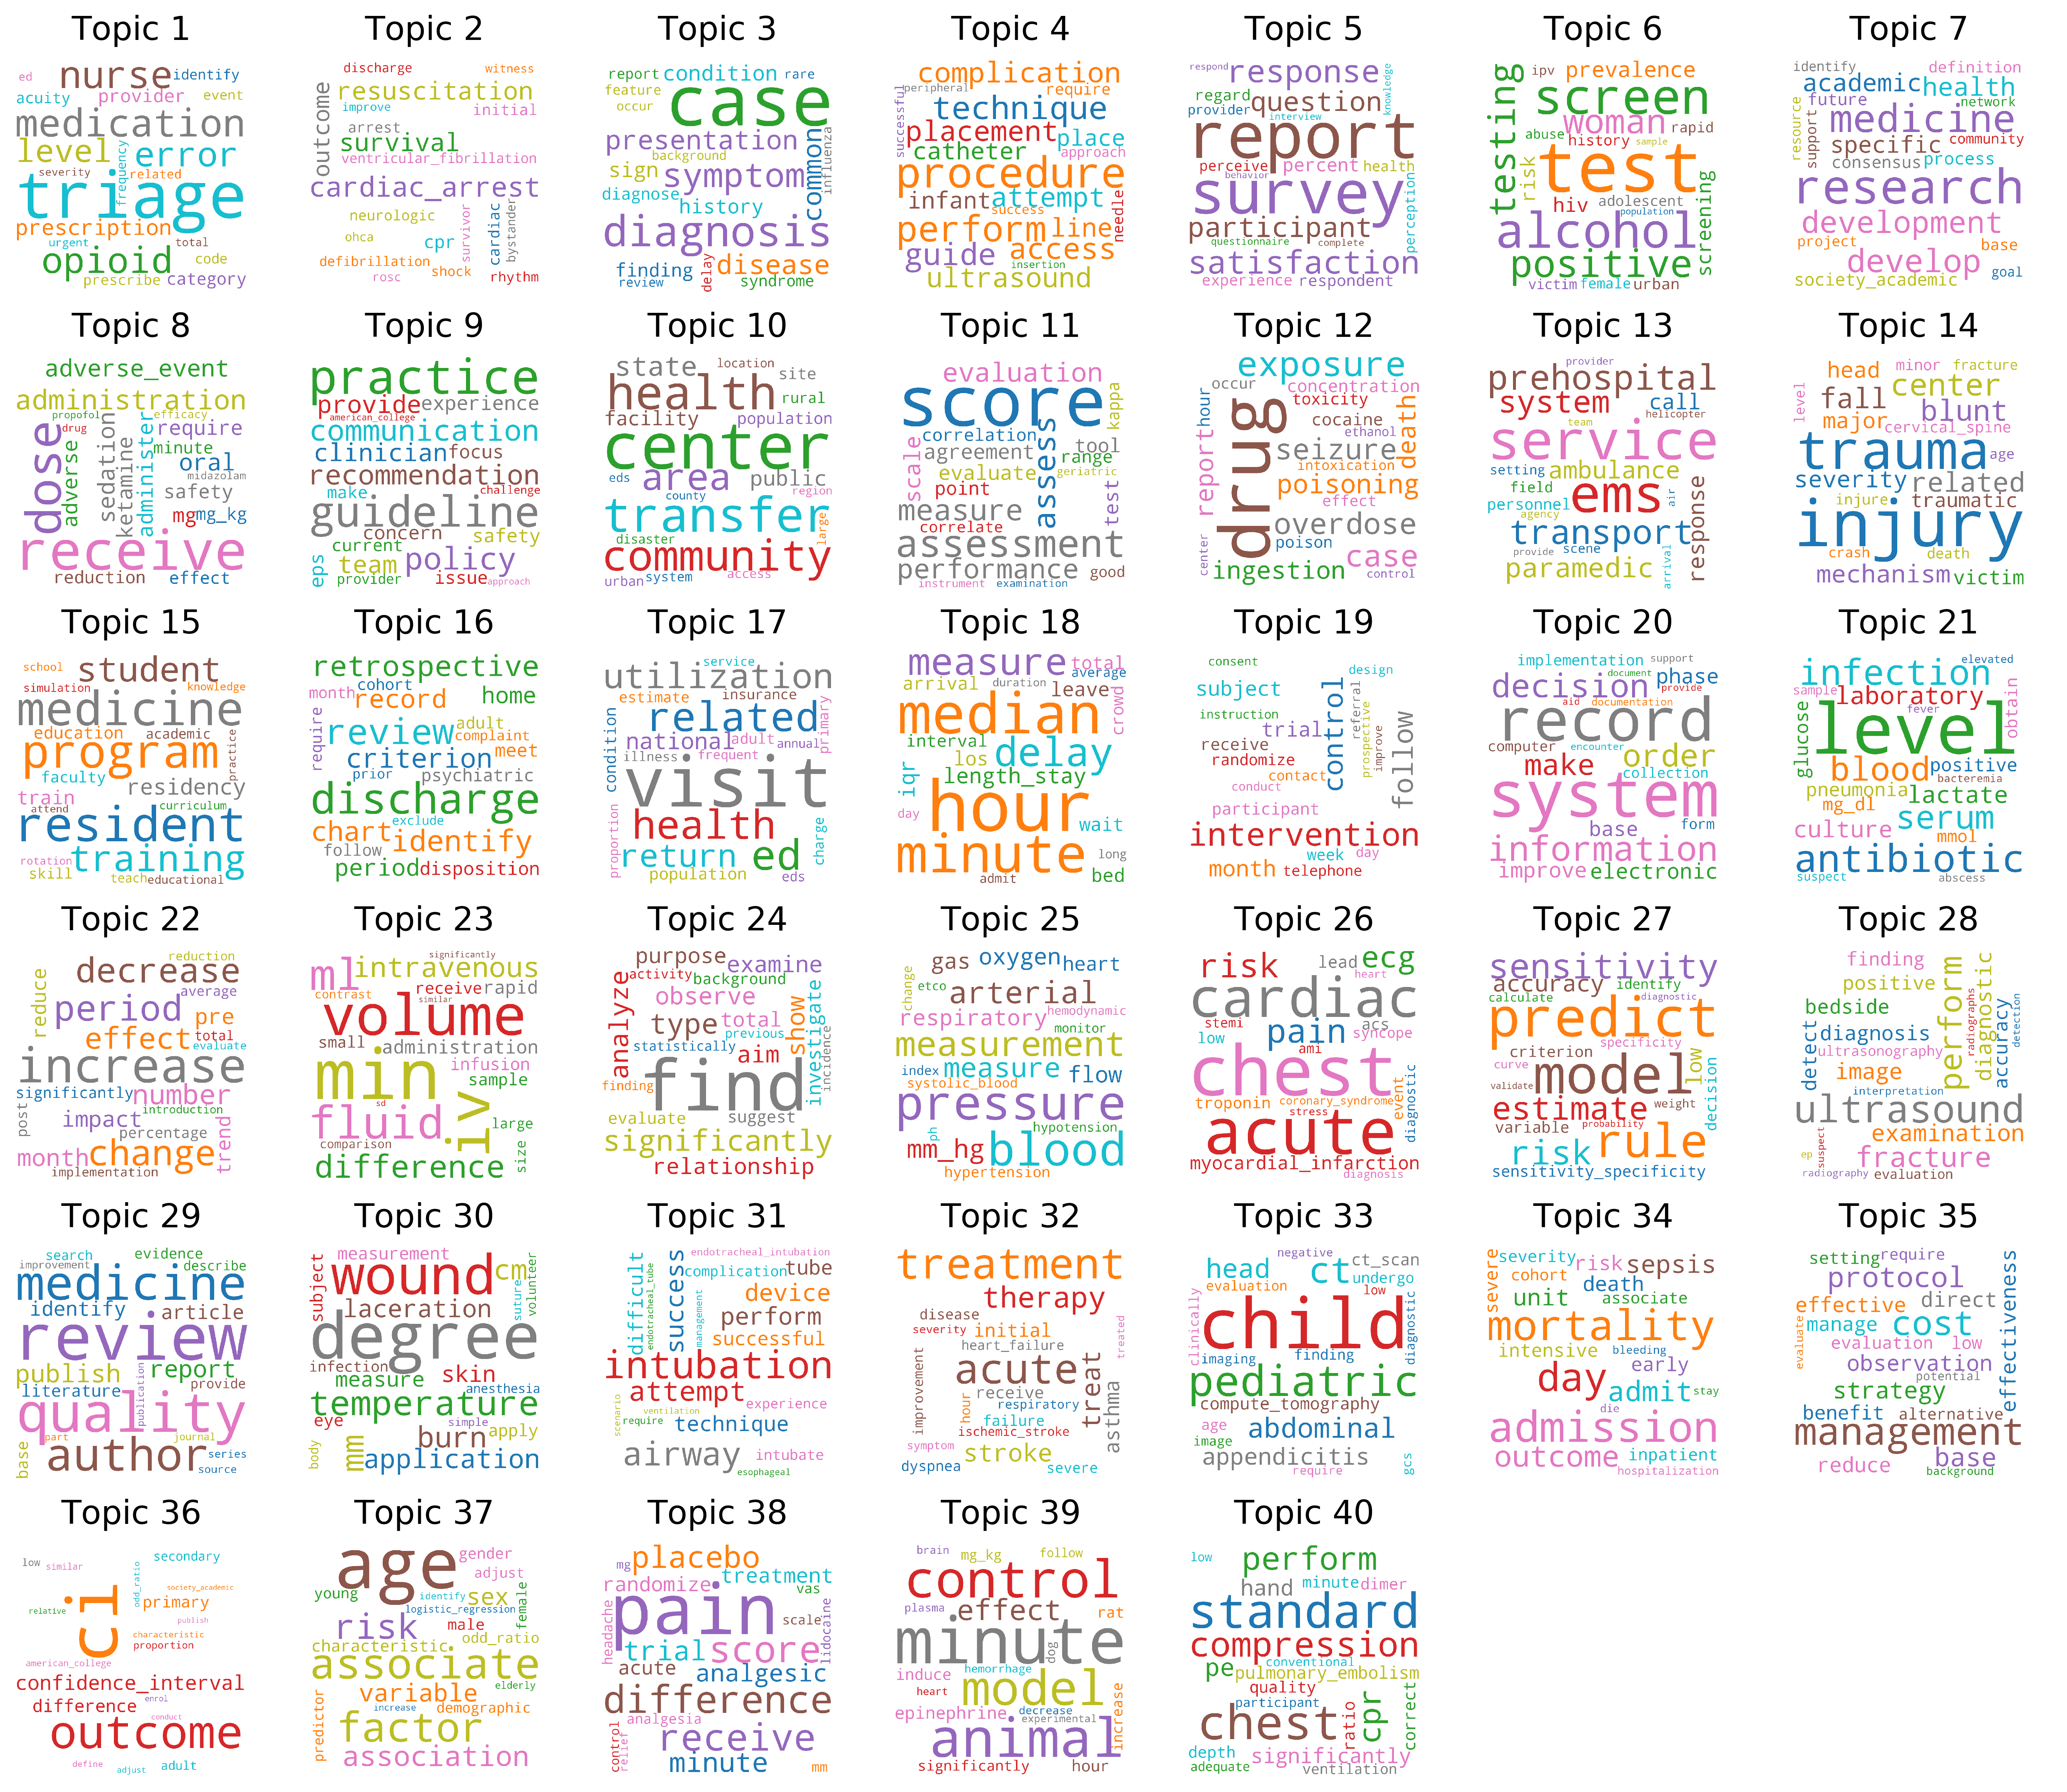 Topic 1
ed nurse identify
acuity provider event
medication
level frequency error
severity related
triage
prescription
urgent total
opioid code
prescribe category
Topic 2
discharge witness
outcome resuscitation
improve initial
arrest
survival
ventricular_fibrillation
cardiac_arrest
neurologic survivor cardiac bystander
ohca cpr
defibrillation shock
rosc rhythm
Topic 3
report condition rare
feature case
occur
presentation common influenza
background
sign symptom
diagnose history
diagnosis
finding delay disease
review syndrome
Topic 4
complication
successful peripheral require
technique
placement place
catheter approach
procedure
infant attempt needle
success
perform line
guide access
insertion
ultrasound
Topic 5
respond response knowledge
regard question
provider interview
report
perceive percent health
behavior
survey perception
participant
questionnaire complete
satisfaction
experience respondent
Topic 6
testing ipv prevalence
screen
woman
abuse rapid
risk history sample
test
hiv adolescent screening
population
alcohol
positive
victim female urban
Topic 7
identify definition
academic health
resource support future network
medicine
specific community
consensus process
research
development
project base
develop
society_academic goal
Topic 8
adverse_event
administration
dose propofol efficacy
drug sedation ketamine administer require
adverse minute
oral
midazolam
safety
mg mg_kg
receive
reduction effect
Topic 9
practice
provide experience
american_college
communication
clinician focus
recommendation
make challenge
guideline
concern safety
eps current
team policy
provider issue approach
Topic 10
state location
site
health
rural
facility population
center
area public
eds county region
transfer large
disaster
community
urban system access
Topic 11
evaluation
score kappa
scale correlation assess
agreement tool
evaluate range
geriatric
point test
measure
correlate
assessment
performance good
instrument examination
Topic 12
exposure
occur concentration
hour drug toxicity
cocaine death
report ethanol
seizure
intoxication
poisoning
effect
overdose
poison
center case
ingestion control
Topic 13
provider
prehospital
system call
helicopter
team
service
setting ambulance
field ems air response
personnel
agency
transport
provide scene
paramedic arrival
Topic 14
head minor fracture
level fall center
major blunt
cervical_spine
trauma age
severity related
injure traumatic
injury
crash death
mechanism victim
Topic 15
school student
simulation knowledge
medicine
education academic practice
program
faculty residency
train curriculum
attend
resident
rotation training
skill teach educational
Topic 16
retrospective
month cohort home
require record
review adult
complaint
criterion meet
prior psychiatric
discharge
exclude
chart identify
follow
period disposition
Topic 17
service
utilization
estimate insurance
condition related primary
national adult annual
illness frequent
visit
proportion health charge
return ed
population eds
Topic 18
measure total
average
arrival duration leave crowd
median
interval delay
iqr los
length_stay
day hour
wait
minute long
admit bed
Topic 19
consent design
subject control referral
instruction prospective improve follow
trial
receive
randomize
contact
conduct
participant
intervention
week day
month telephone
Topic 20
implementation support
document phase
decision provide
aid documentation
record
computer encounter order
make collection
system
base form
information
improve electronic
Topic 21
infection elevated
sample laboratory obtain
fever
glucose level
blood positive
bacteremia
pneumonia lactate
mg_dl
serum
culture mmol
antibiotic
suspect abscess
Topic 22
reduction
reduce decrease
average
period pre
effect total
evaluate
increase
significantly number
post impact introduction trend
percentage
month change
implementation
Topic 23
significantly
ml intravenous
contrast receive rapid
similar
volume
small administration
min infusion
sample
iv
fluid sd large
comparison size
difference
Topic 24
purpose examine
analyze activity background
observe show investigate incidence
type total
previous
statistically aim
finding find
evaluate suggest
significantly
relationship
Topic 25
gas oxygen heart
change etco arterial
respiratory hemodynamic
monitor
measurement
index measure flow
systolic_blood
pressure
ph hypotension
mm_hg blood
hypertension
Topic 26
risk lead ecg
heart
cardiac
stemi pain acs
low syncope
ami
chest
troponin coronary_syndrome event diagnostic
stress
acute
myocardial_infarction
diagnosis
Topic 27
sensitivity
accuracy identify
calculate diagnostic
predict
specificity low decision
criterion
curve model
validate weight
estimate
variable probability
risk rule
sensitivity_specificity
Topic 28
finding
positive perform diagnostic
bedside radiographs accuracy detection
detect diagnosis
ultrasonography
image
interpretation
ultrasound
suspect examination
ep fracture
radiography evaluation
Topic 29
search evidence
improvement describe
medicine
identify article
review
publish report
literature publication provide
quality
part journal
base author series
source
Topic 30
measurement
subject wound cm suture volunteer
laceration
degree
infection skin
measure anesthesia
temperature
eye simple
burn apply
body mm application
Topic 31
endotracheal_intubation
difficult endotracheal_tube success complication tube
management device
perform
successful
intubation
attempt
experience
scenario ventilation
require technique
airway intubate
esophageal
Topic 32
treatment
therapy
disease
severity initial treated
heart_failure
improvement acute treat asthma
receive
hour respiratory
failure
ischemic_stroke
symptom stroke
dyspnea severe
Topic 33
negative ct_scan
head ct undergo
evaluation low
clinically child diagnostic
imaging finding
pediatric
compute_tomography
age abdominal
image
appendicitis gcs
require
Topic 34
severe severity risk sepsis
cohort death
unit associate
mortality
intensive bleeding
early
day admit stay
die
admission
outcome inpatient
hospitalization
Topic 35
setting require
protocol effectiveness
effective direct
evaluate manage cost
evaluation low
observation
potential
strategy
benefit alternative
management
reduce base
background
Topic 36
low similar secondary
odd_ratio society_academic
ci primary
relative publish
characteristic
proportion
american_college
confidence_interval
difference enrol
conduct
outcome
define adjust adult
Topic 37
age gender
adjust
young identify sex female
logistic_regression
risk male
characteristic odd_ratio
associate
elderly
variable
predictor increase demographic
factor
association
Topic 38
placebo
mg treatment
randomize vas
headache pain scale lidocaine
trial score
acute analgesic
difference
control relief analgesia
receive
minute mm
Topic 39
brain mg_kg follow
control
plasma effect rat
minute
dog
induce hemorrhage increase
heart model
epinephrine decrease
experimental
animal
significantly hour
Topic 40
low perform
hand minute dimer
standard
compression
conventional
pe pulmonary_embolism
quality
participant ratio cpr correct
chest
depth significantly
adequate ventilation